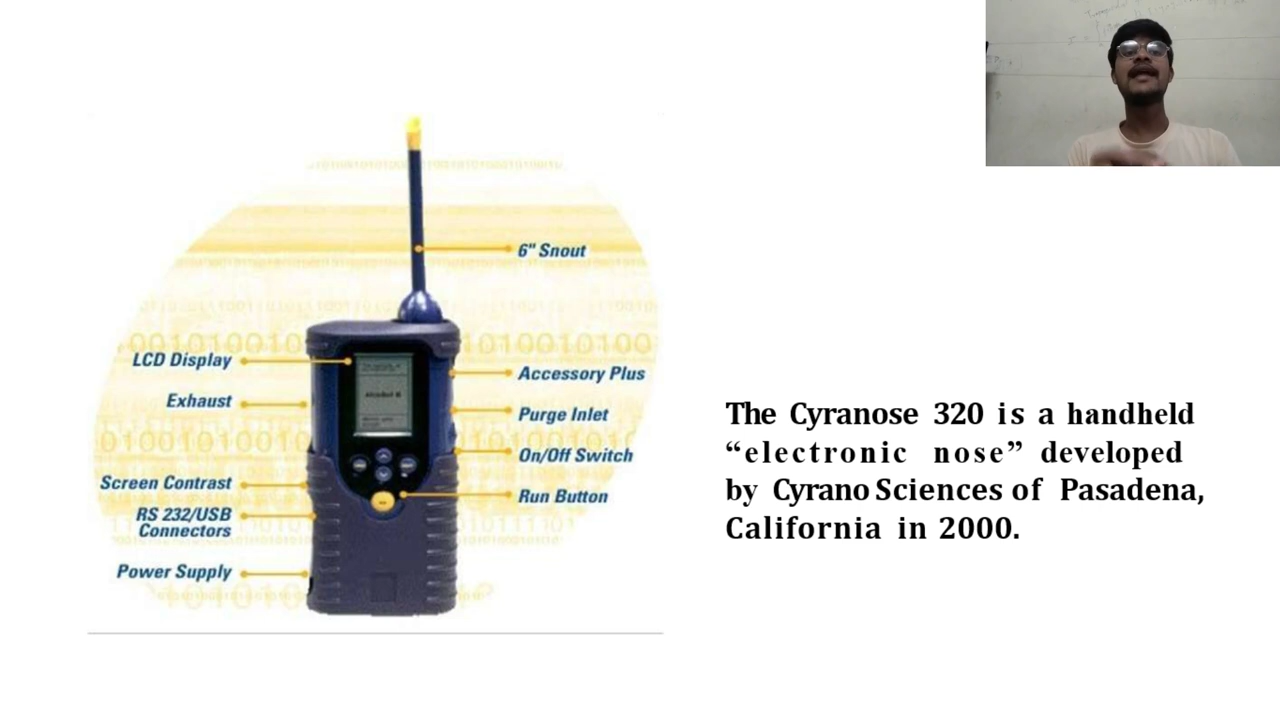 6" Snout
LCD Display
Accessory Plus
Exhaust
Purge Inlet
On/Off Switch
Screen Contrast
Run Button
RS 232/USB
Connectors
Power Supply
The Cyranose 320 is a handheld
“electronic nose” developed
by Cyrano Sciences of Pasadena,
California in 2000.